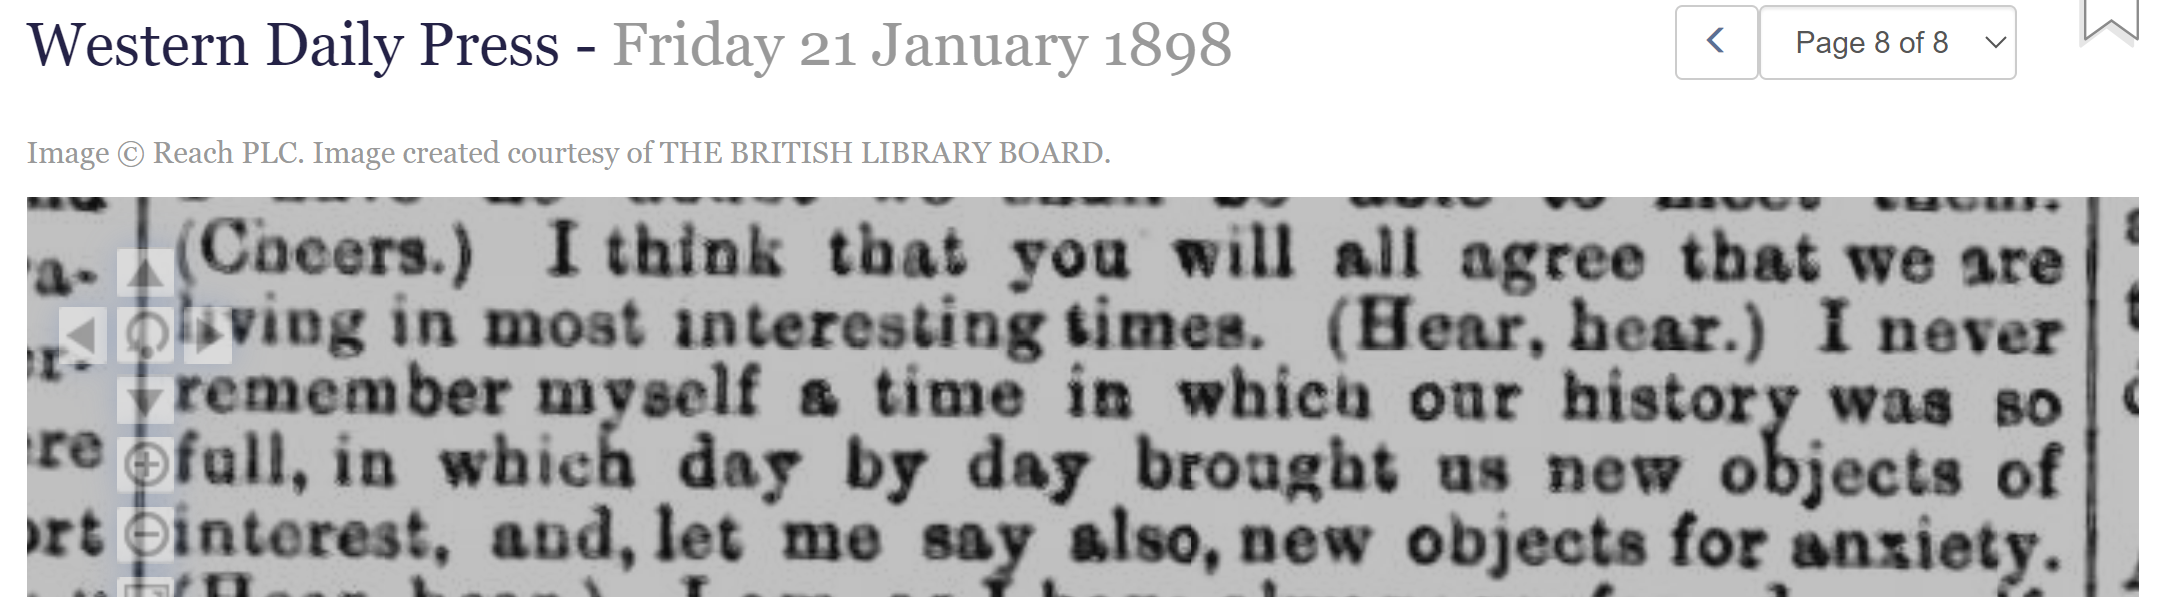 Western Daily Press - Friday 21 January 1898
Page 8 of 8
Image © Reach PLC. Image created courtesy of THE BRITISH LIBRARY BOARD.
(Cheers.) I think that you will all agree that we are
living in most interesting times. (Hear, hear.) I never
remember myself a time in which our history was so
full, in which day by day brought us new objects of
interest, and, let me say also, new objects for anxiety.